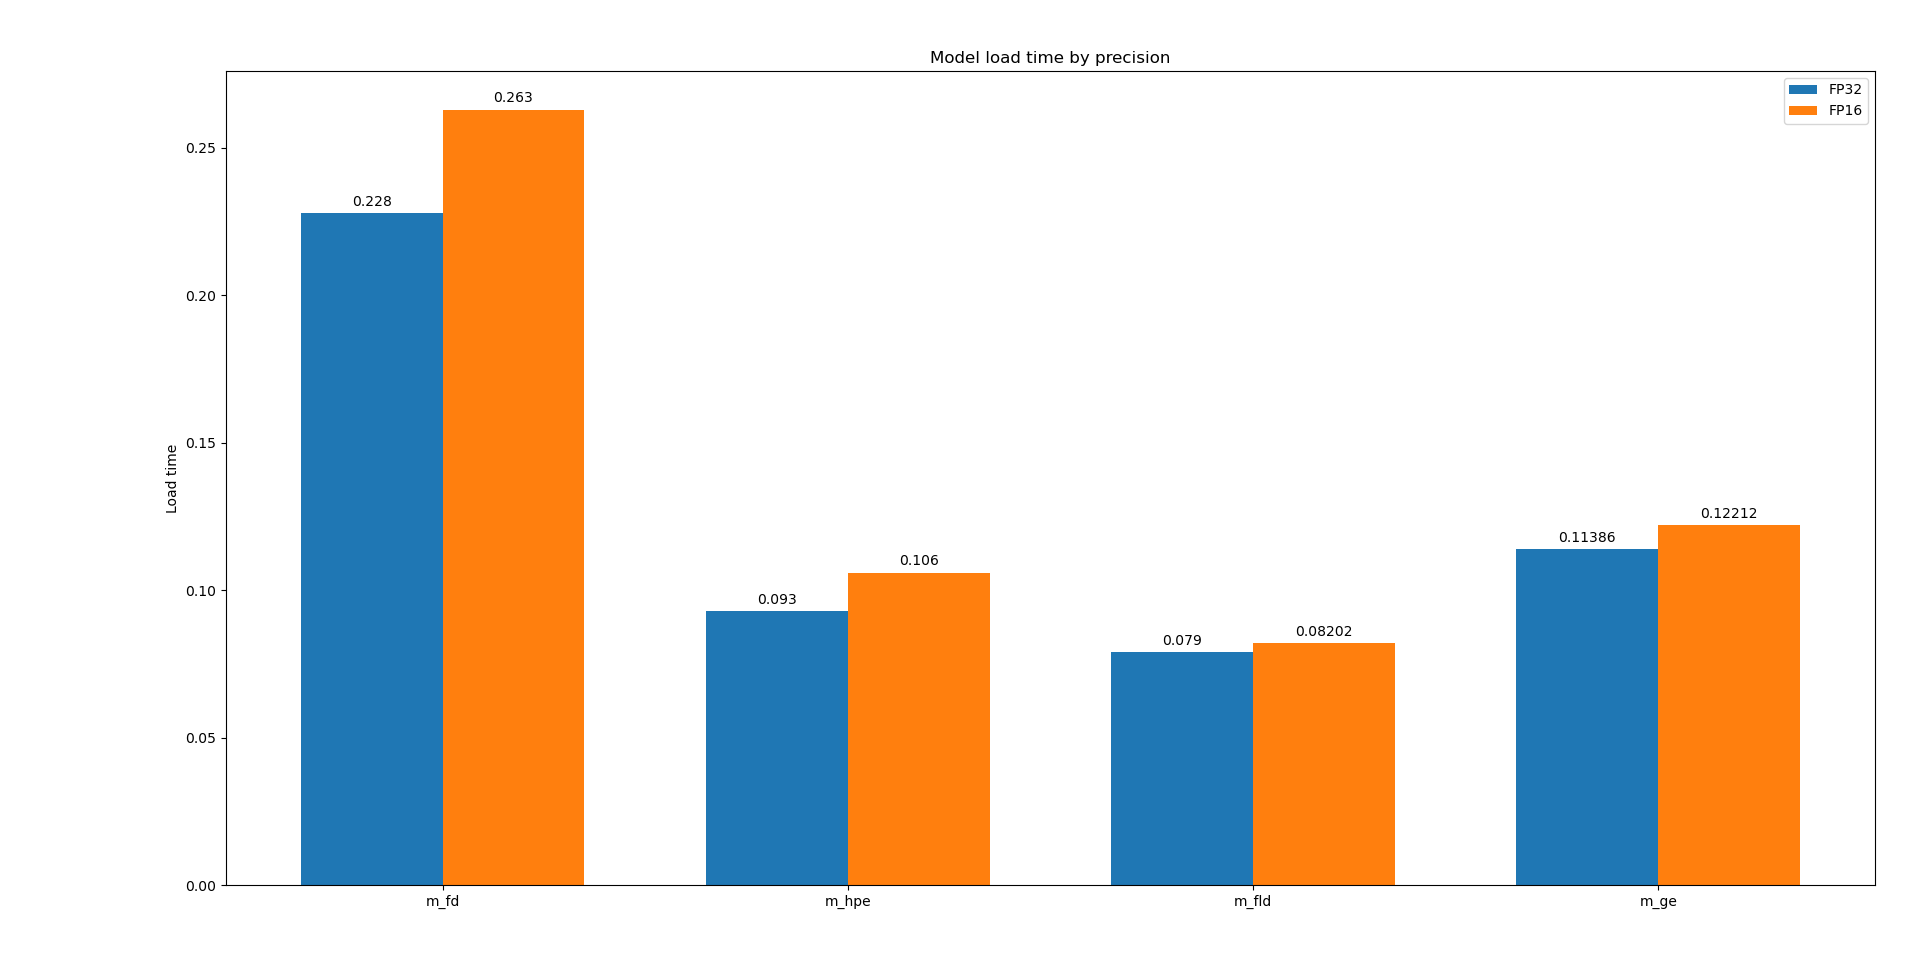 Model load time by precision
FP32
FP16
0.263
0.228
0.106
0.093
0.079
0.08202
0.11386
0.12212
0.25
0.20
0.15
0.10
0.05
0.00
Load time
m_fd
m_hpe
m_fld
m_ge